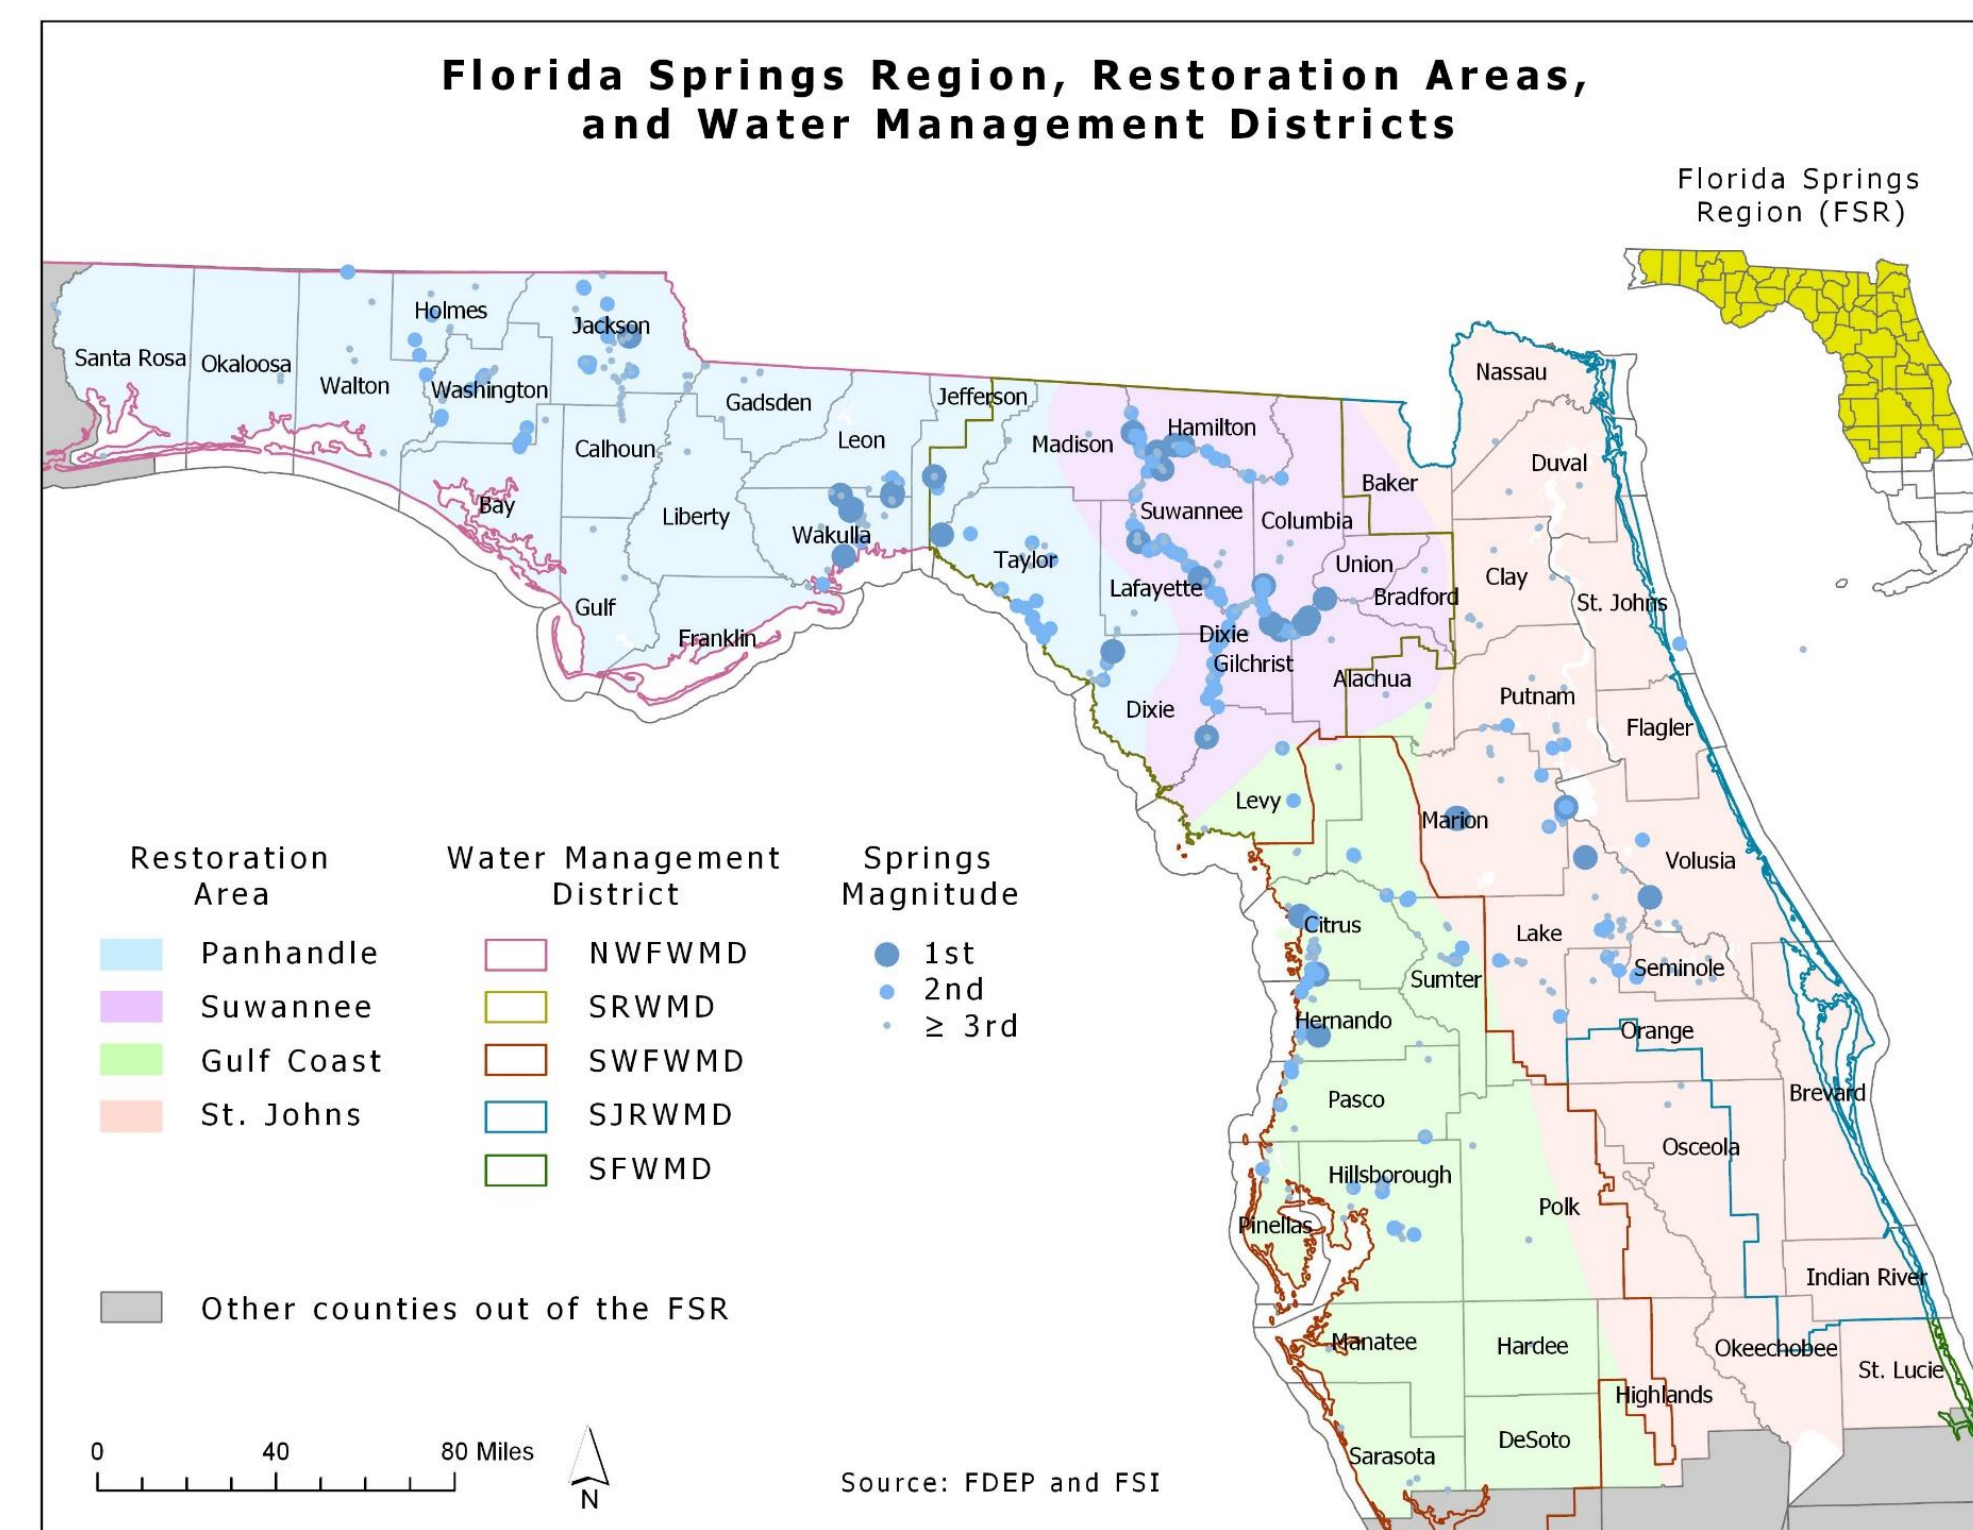 Florida Springs Region, Restoration Areas,
and Water Management Districts
Florida Springs
Region (FSR)
Holmes
Jackson
Santa Rosa
Okaloosa
Walton
Washington
Gadsden
Jefferson
Nassau
Calhoun
Leon
Madison
Hamilton
Duval
Baker
Bay
Liberty
Wakulla
Suwannee
Columbia
Taylor
Union
Lafayette
Bradford
Clay
St. Johns
Gulf
Franklin
Dixie
Gilchrist
Alachua
Putnam
Dixie
Flagler
Levy
Marion
Volusia
Citrus
Lake
Sumter
Seminole
Hernando
Orange
Pasco
Brevard
Osceola
Hillsborough
Polk
Pinellas
Indian River
Manatee
Hardee
Okeechobee
St. Lucie
Highlands
DeSoto
Sarasota
Restoration
Area
Panhandle
Suwannee
Gulf Coast
St. Johns
Water Management
District
NWFWMD
SRWMD
SWFWMD
SJRWMD
SFWMD
Springs
Magnitude
1st
2nd
≥ 3rd
Other counties out of the FSR
0 40 80 Miles
N
Source: FDEP and FSI